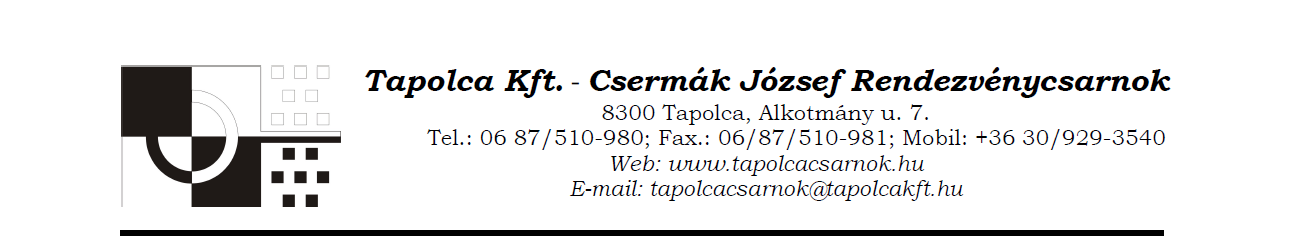 Tapolca Kft. - Csermák József Rendezvénycsarnok
8300 Tapolca, Alkotmány u. 7.
Tel.: 06 87/510-980; Fax.: 06/87/510-981; Mobil: +36 30/929-3540
Web: www.tapolcacsarnok.hu
E-mail: tapolcacsarnok@tapolcakft.hu